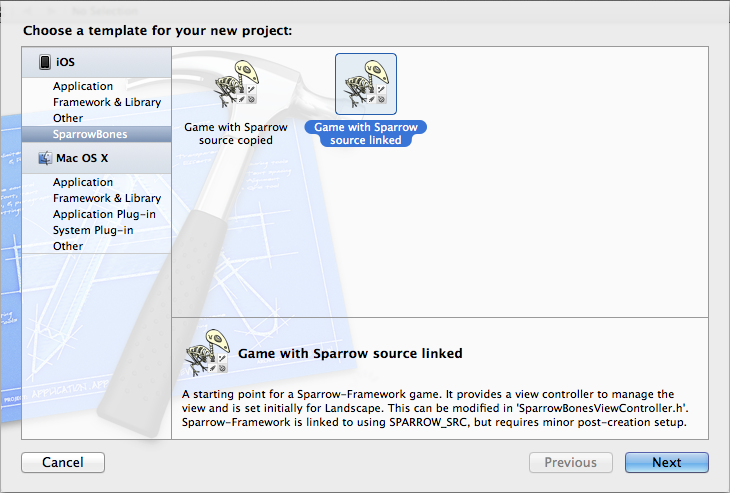 Choose a template for your new project:
iOS
Application
Framework & Library
Other
SparrowBones
Mac OS X
Application
Framework & Library
Application Plug-in
System Plug-in
Other
Game with Sparrow
source copied
Game with Sparrow
source linked
Game with Sparrow source linked
A starting point for a Sparrow-Framework game. It provides a view controller to manage the
view and is set initially for Landscape. This can be modified in 'SparrowBonesViewController.h'.
Sparrow-Framework is linked to using SPARROW_SRC, but requires minor post-creation setup.
Cancel
Previous
Next